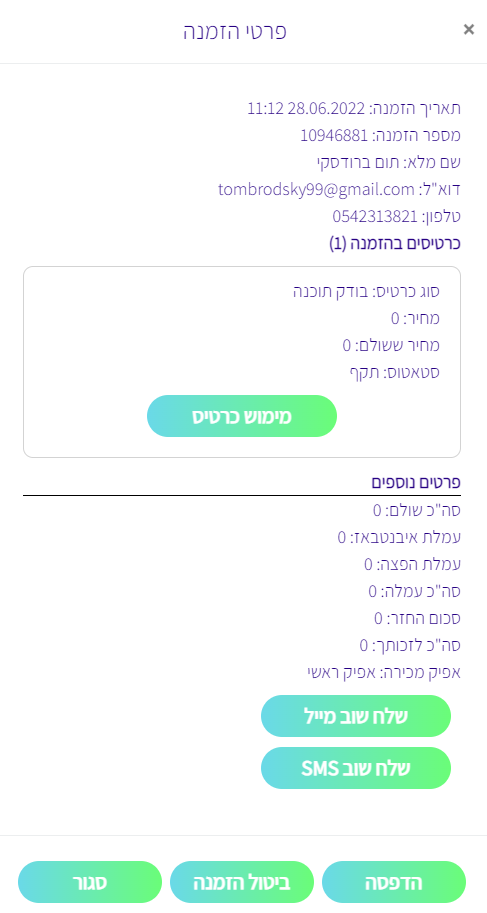 פרטי הזמנה
×
תאריך הזמנה: 28.06.2022 11:12
מספר הזמנה: 10946881
שם מלא: תום ברודסקי
דוא"ל: tombrodsky99@gmail.com
טלפון: 0542313821
כרטיסים בהזמנה (1)
סוג כרטיס: בודק תוכנה
מחיר: 0
מחיר ששולם: 0
סטאטוס: תקף
מימוש כרטיס
פרטים נוספים
סה"כ שולם: 0
עמלת איבנטבאז: 0
עמלת הפצה: 0
סה"כ עמלה: 0
סכום החזר: 0
סה"כ לזכותך: 0
אפיק מכירה: אפיק ראשי
שלח שוב מייל
שלח שוב SMS
הדפסה
ביטול הזמנה
סגור